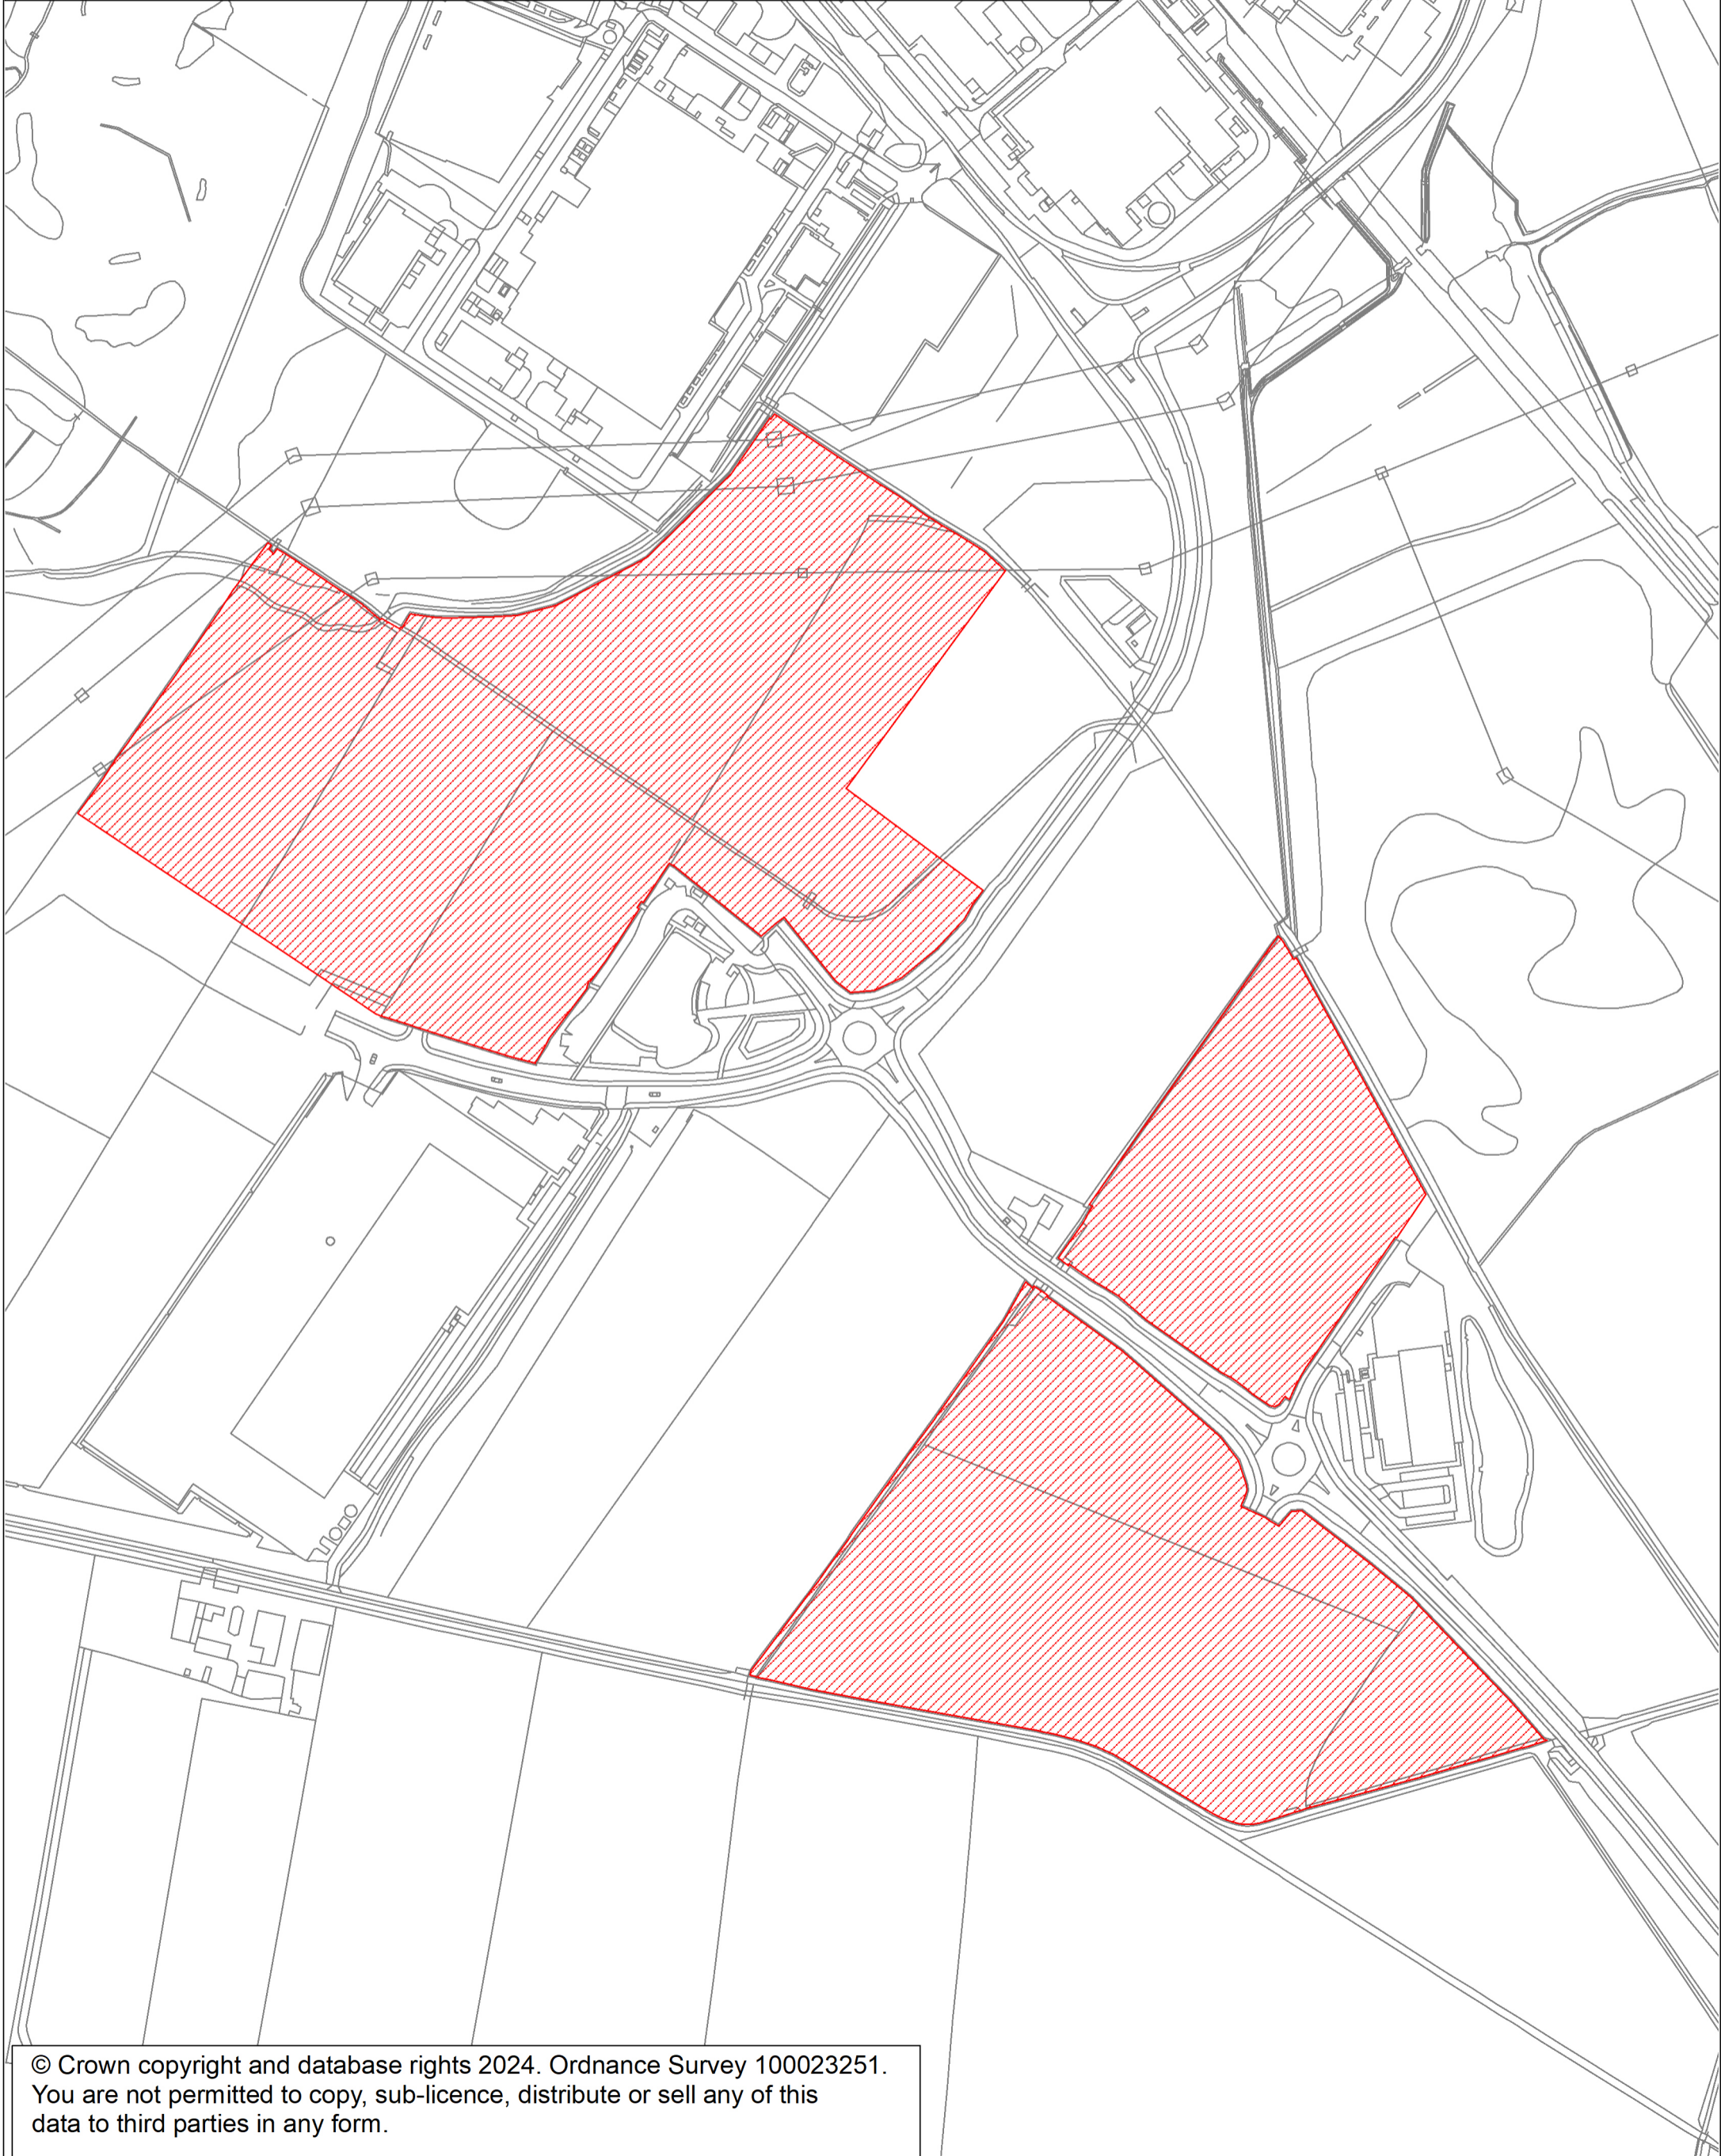 © Crown copyright and database rights 2024. Ordnance Survey 100023251.
You are not permitted to copy, sub-licence, distribute or sell any of this
data to third parties in any form.